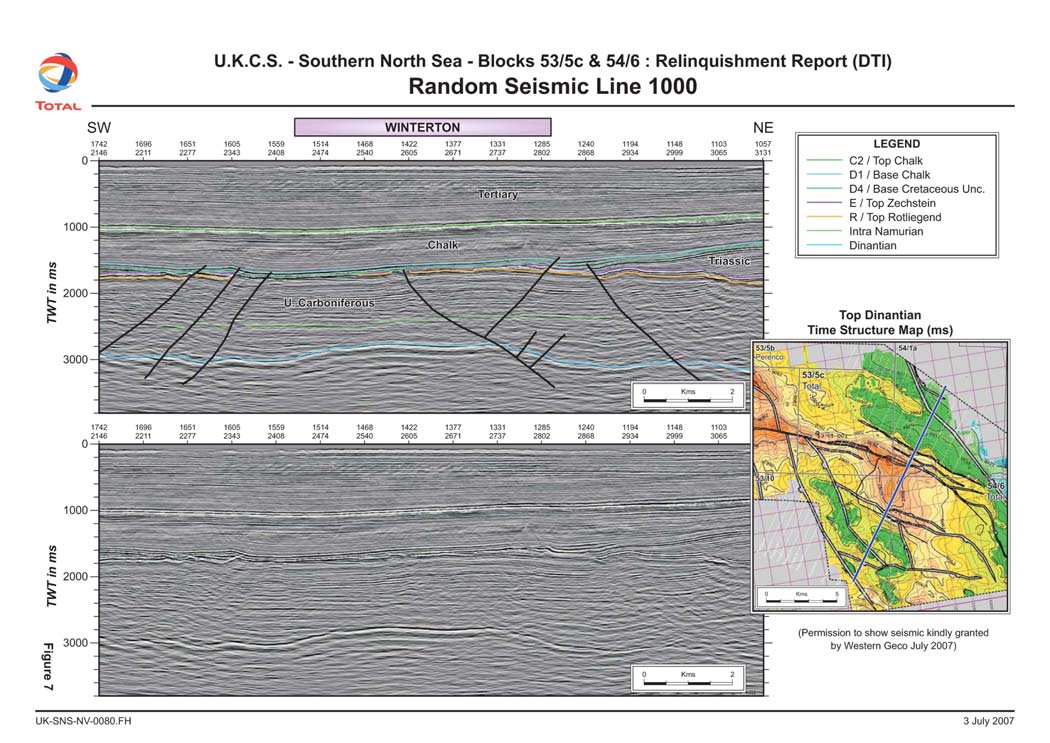 U.K.C.S. - Southern North Sea - Blocks 53/5c & 54/6 : Relinquishment Report (DTI)
Random Seismic Line 1000
TOTAL
SW
WINTERTON
NE
1742 1696 1651 1605 1559 1514 1468 1422 1377 1331 1285 1240 1194 1148 1103 1057
2146 2211 2277 2343 2408 2474 2540 2605 2671 2737 2802 2868 2934 2999 3065 3131
0
1000
2000
3000
TWT in ms
Tertiary
Chalk
Triassic
U. Carboniferous
0 Kms 2
LEGEND
C2 / Top Chalk
D1 / Base Chalk
D4 / Base Cretaceous Unc.
E / Top Zechstein
R / Top Rotliegend
Intra Namurian
Dinantian
1742 1696 1651 1605 1559 1514 1468 1422 1377 1331 1285 1240 1194 1148 1103
2146 2211 2277 2343 2408 2474 2540 2605 2671 2737 2802 2868 2934 2999 3065
0
1000
2000
3000
TWT in ms
0 Kms 2
Top Dinantian
Time Structure Map (ms)
53/5b
Perenco
54/1a
53/5c
Total
53/10
54/6
Total
0 Kms 5
(Permission to show seismic kindly granted
by Western Geco July 2007)
Figure 7
UK-SNS-NV-0080.FH
3 July 2007